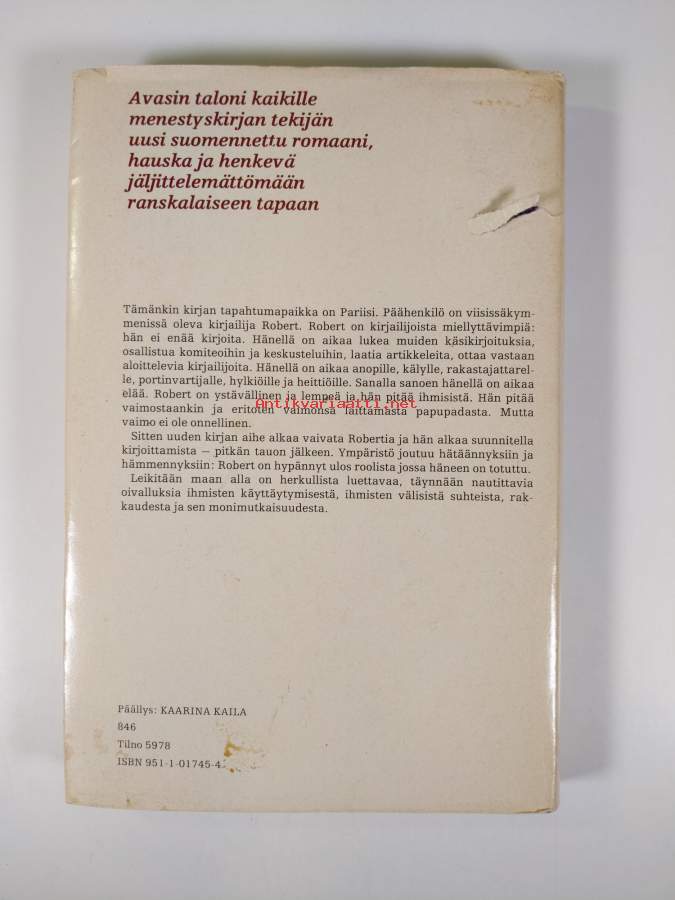 Avasin taloni kaikille
menestyskirjan tekijän
uusi suomennettu romaani,
hauska ja henkevä
jäljittelemättömään
ranskalaiseen tapaan
Tämänkin kirjan tapahtumapaikka on Pariisi. Päähenkilö on viisissäkym-
menissä oleva kirjailija Robert. Robert on kirjailijoista miellyttävimpiä:
hän ei enää kirjoita. Hänellä on aikaa lukea muiden käsikirjoituksia,
osallistua komiteoihin ja keskusteluihin, laatia artikkeleita, ottaa vastaan
aloittelevia kirjailijoita. Hänellä on aikaa anopille, kälylle, rakastajattarel-
le, portinvartijalle, hylkiöille ja heittiöille. Sanalla sanoen hänellä on aikaa
elää. Robert on ystävällinen ja lempeä ja hän pitää ihmisistä. Hän pitää
Antikvariaatti.net
vaimostaankin ja eritoten vaimonsa laittamasta papupadasta. Mutta
vaimo ei ole onnellinen.
Sitten uuden kirjan aihe alkaa vaivata Robertia ja hän alkaa suunnitella
kirjoittamista — pitkän tauon jälkeen. Ympäristö joutuu hätäännyksiin ja
hämmennyksiin: Robert on hypännyt ulos roolista jossa häneen on totuttu.
Leikitään maan alla on herkullista luettavaa, täynnään nautittavia
oivalluksia ihmisten käyttäytymisestä, ihmisten välisistä suhteista, rak-
kaudesta ja sen monimutkaisuudesta.
Päällys: KAARINA KAILA
846
Tilno 5978
ISBN 951-1-01745-4